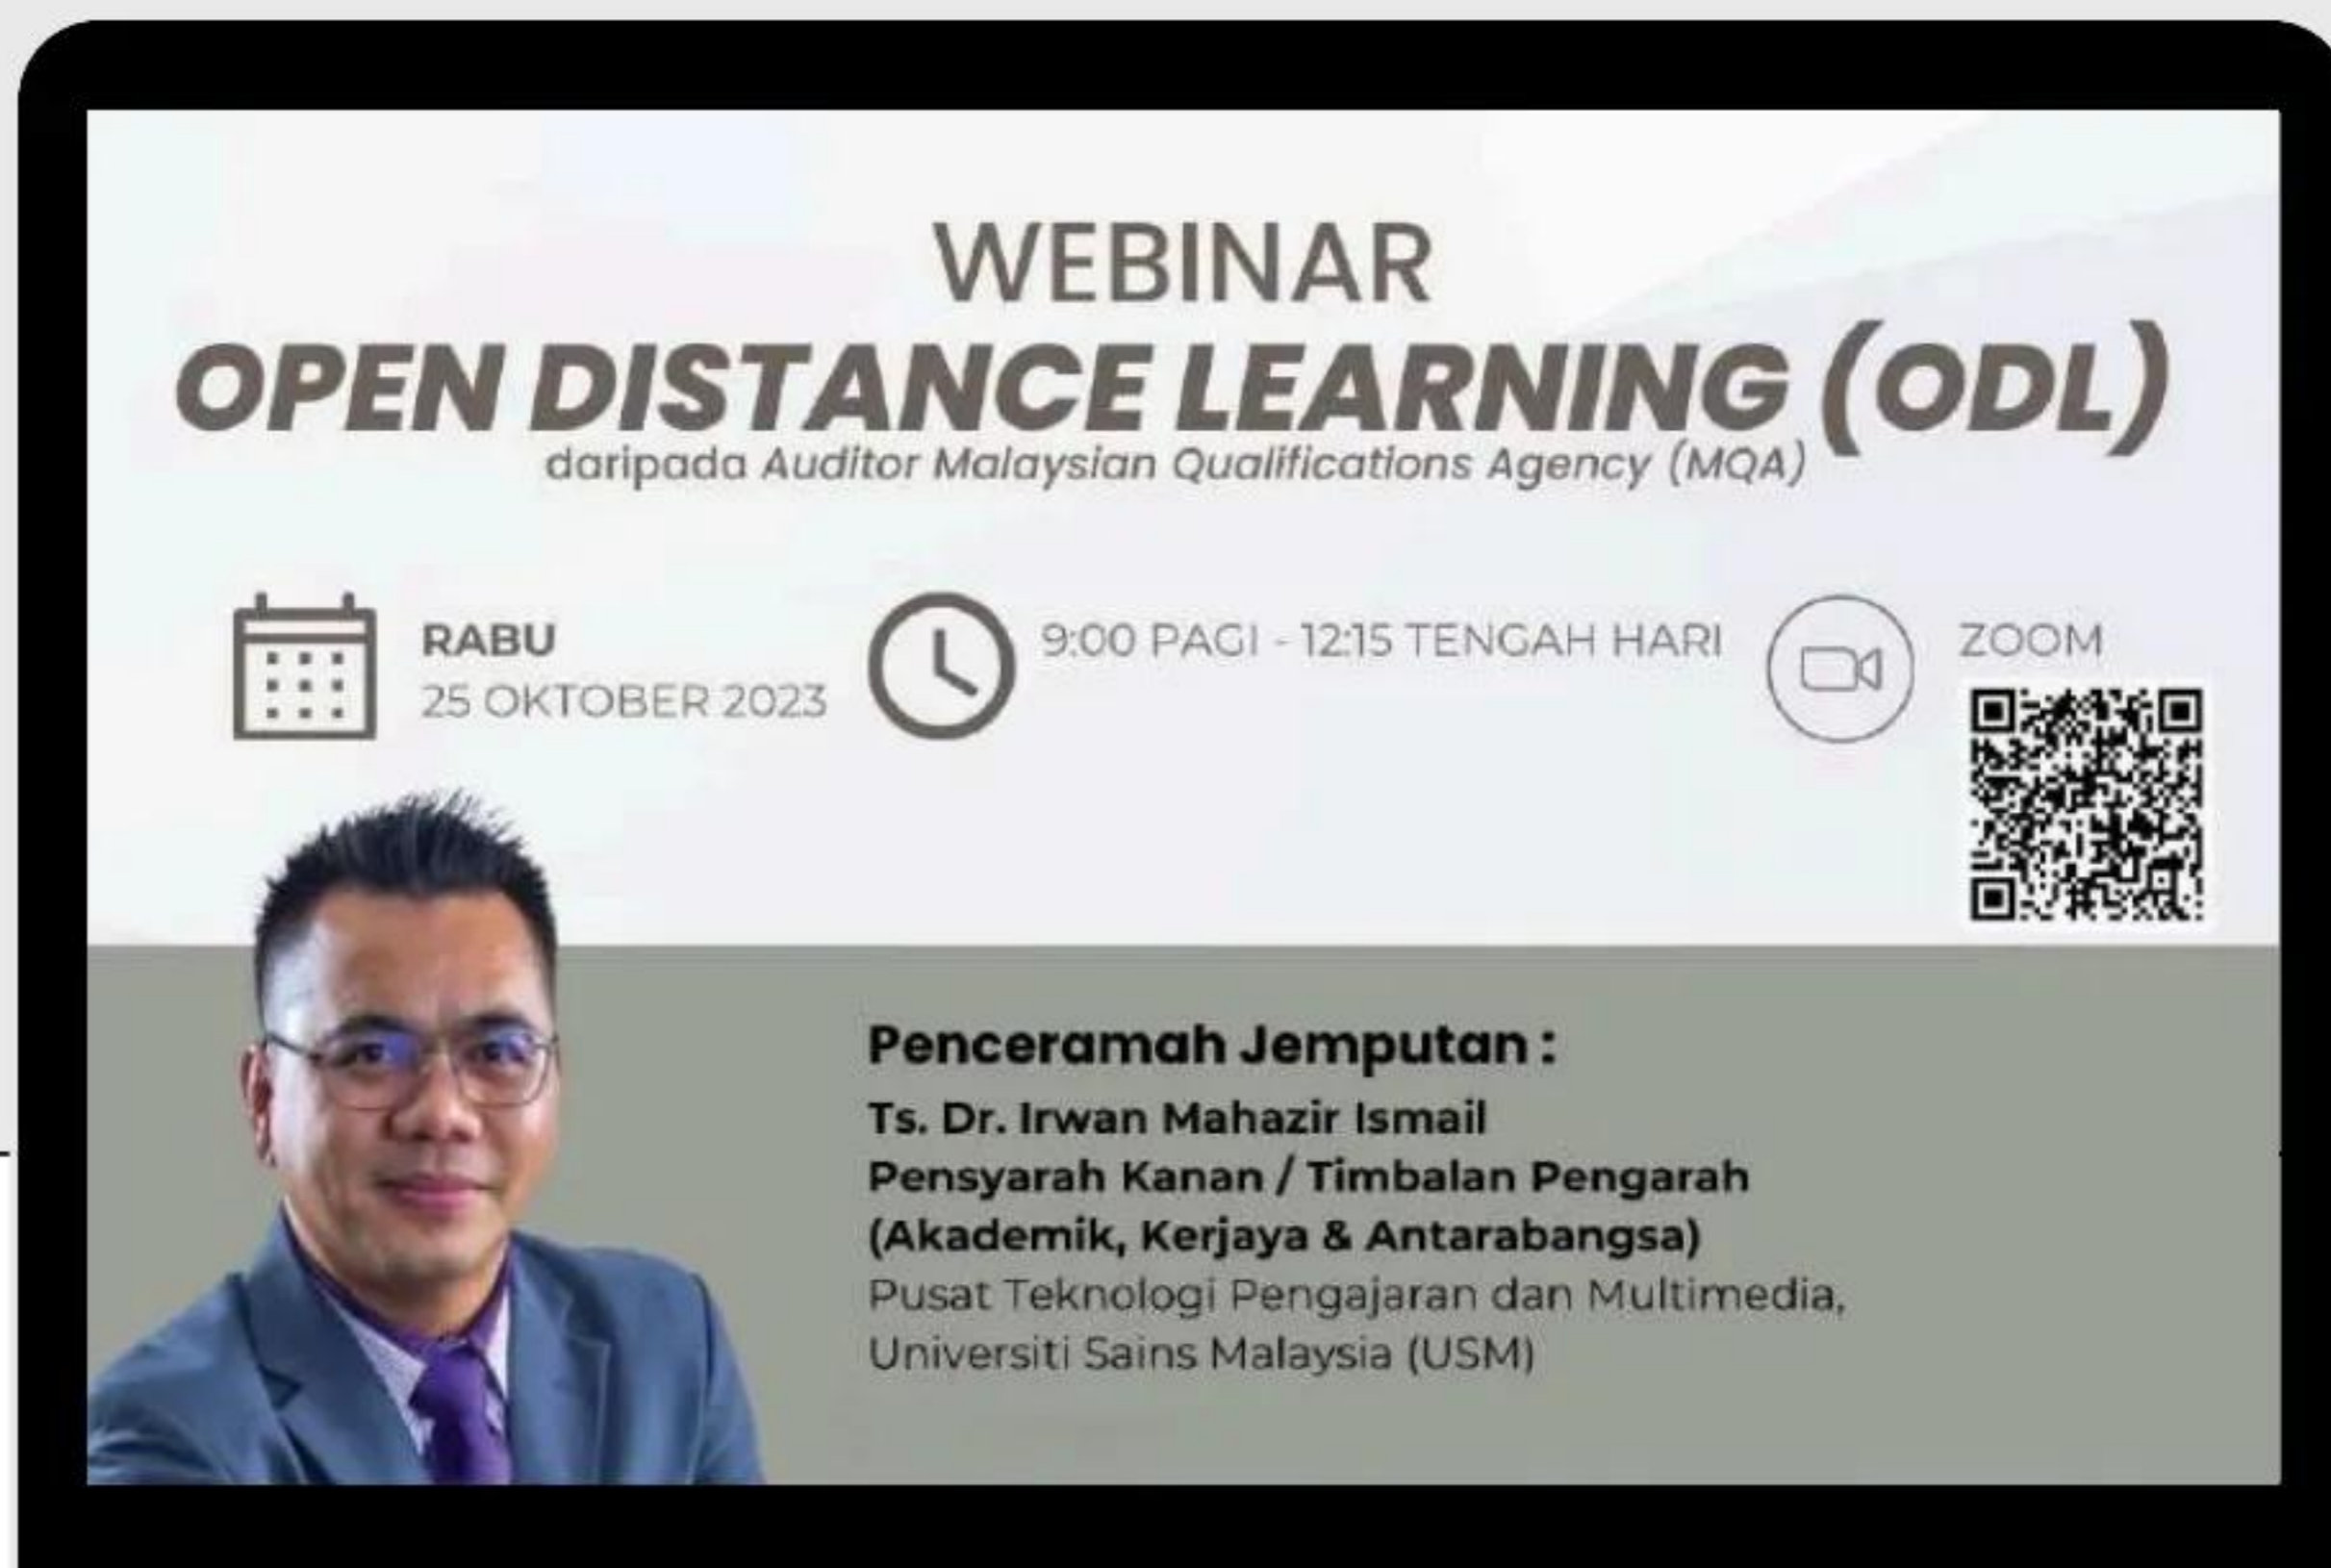 WEBINAR
OPEN DISTANCE LEARNING (ODL)
daripada Auditor Malaysian Qualifications Agency (MQA)
RABU
25 OKTOBER 2023
9:00 PAGI - 12:15 TENGAH HARI
ZOOM
Penceramah Jemputan :
Ts. Dr. Irwan Mahazir Ismail
Pensyarah Kanan / Timbalan Pengarah
(Akademik, Kerjaya & Antarabangsa)
Pusat Teknologi Pengajaran dan Multimedia,
Universiti Sains Malaysia (USM)